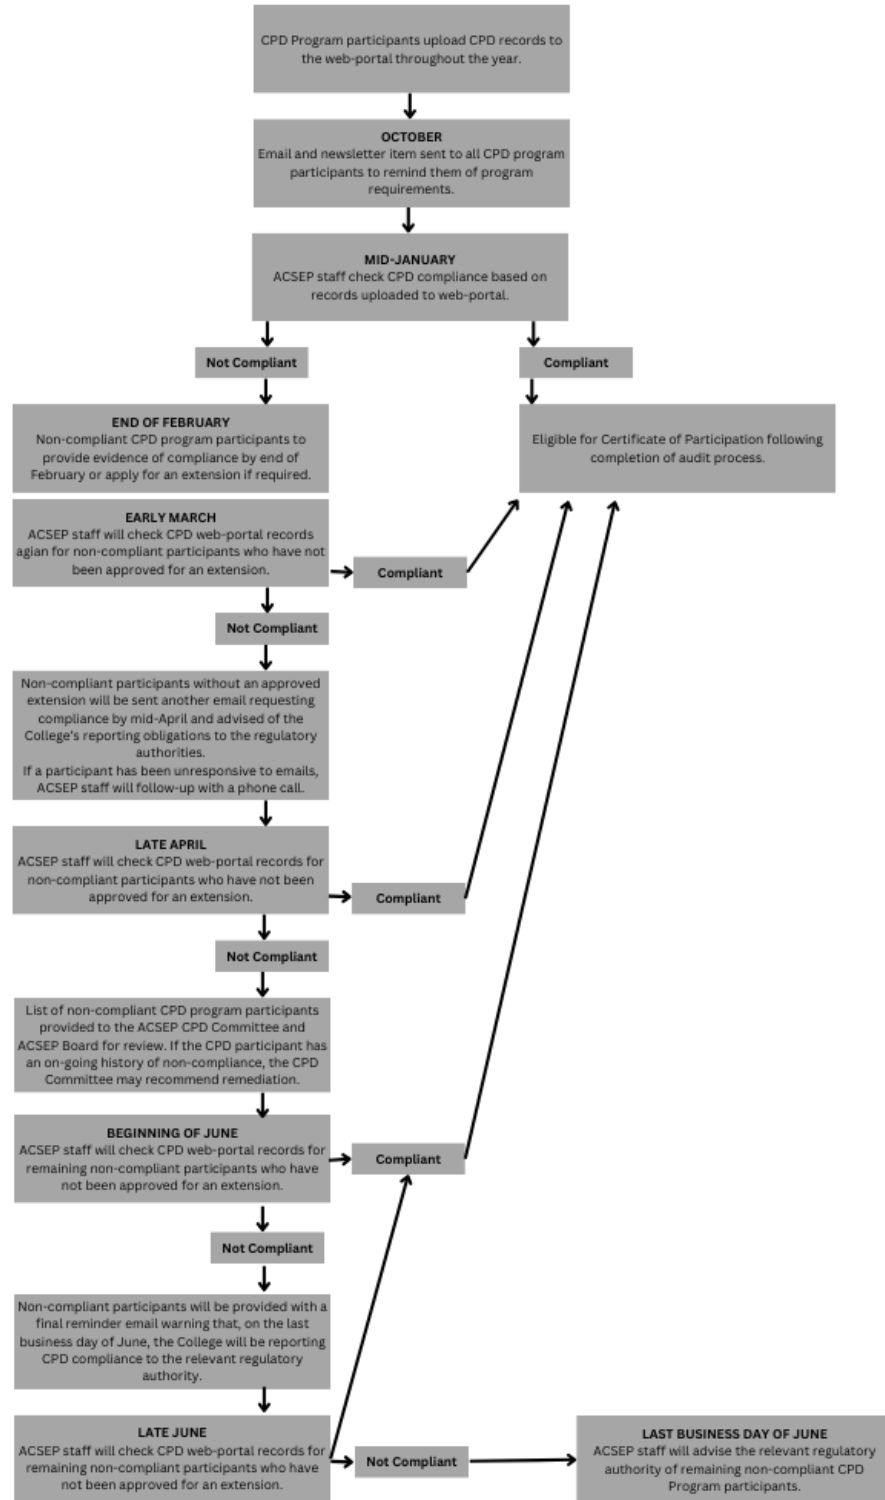 CPD Program participants upload CPD records to
the web-portal throughout the year.
OCTOBER
Email and newsletter item sent to all CPD program
participants to remind them of program
requirements.
MID-JANUARY
ACSEP staff check CPD compliance based on
records uploaded to web-portal.
Not Compliant
Compliant
END OF FEBRUARY
Non-compliant CPD program participants to
provide evidence of compliance by end of
February or apply for an extension if required.
Eligible for Certificate of Participation following
completion of audit process.
EARLY MARCH
ACSEP staff will check CPD web-portal records
agian for non-compliant participants who have not
been approved for an extension.
Compliant
Not Compliant
Non-compliant participants without an approved
extension will be sent another email requesting
compliance by mid-April and advised of the
College's reporting obligations to the regulatory
authorities.
If a participant has been unresponsive to emails,
ACSEP staff will follow-up with a phone call.
LATE APRIL
ACSEP staff will check CPD web-portal records for
non-compliant participants who have not been
approved for an extension.
Compliant
Not Compliant
List of non-compliant CPD program participants
provided to the ACSEP CPD Committee and
ACSEP Board for review. If the CPD participant has
an on-going history of non-compliance, the CPD
Committee may recommend remediation.
BEGINNING OF JUNE
ACSEP staff will check CPD web-portal records for
remaining non-compliant participants who have
not been approved for an extension.
Compliant
Not Compliant
Non-compliant participants will be provided with a
final reminder email warning that, on the last
business day of June, the College will be reporting
CPD compliance to the relevant regulatory
authority.
LATE JUNE
ACSEP staff will check CPD web-portal records for
remaining non-compliant participants who have
not been approved for an extension.
Not Compliant
LAST BUSINESS DAY OF JUNE
ACSEP staff will advise the relevant regulatory
authority of remaining non-compliant CPD
Program participants.